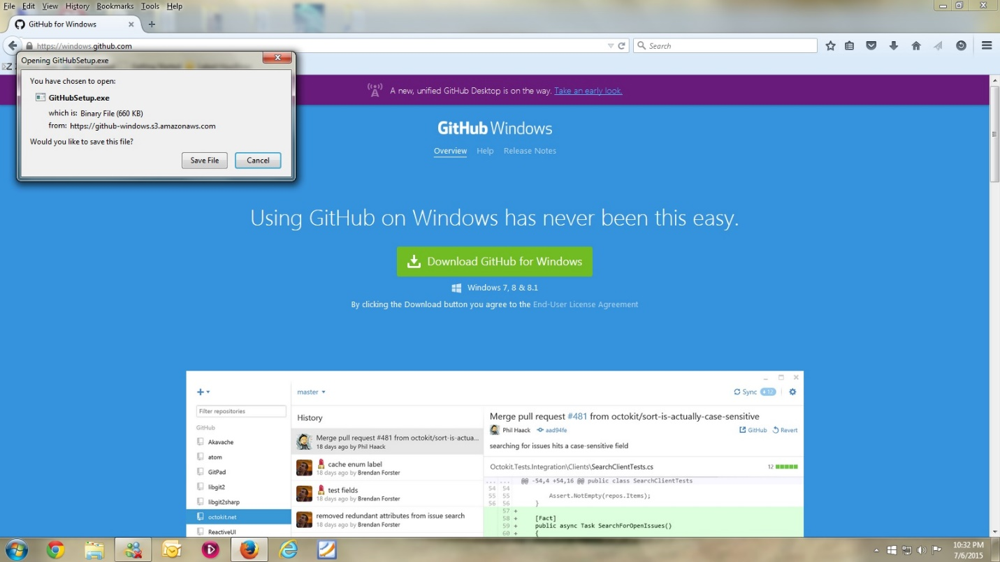 File Edit View History Bookmarks Tools Help
GitHub for Windows
https://windows.github.com
Search
Opening GitHubSetup.exe
You have chosen to open:
GitHubSetup.exe
which is: Binary File (660 KB)
from: https://github-windows.s3.amazonaws.com
Would you like to save this file?
Save File Cancel
A new, unified GitHub Desktop is on the way. Take an early look.
GitHub Windows
Overview Help Release Notes
Using GitHub on Windows has never been this easy.
Download GitHub for Windows
Windows 7, 8 & 8.1
By clicking the Download button you agree to the End-User License Agreement
master
Sync +12
Filter repositories
GitHub
Akavache
atom
GitPad
libgit2
libgit2sharp
octokit.net
ReactiveUI
History
Merge pull request #481 from octokit/sort-is-actua...
18 days ago by Phil Haack
cache enum label
18 days ago by Brendan Forster
test fields
18 days ago by Brendan Forster
removed redundant attributes from issue search
18 days ago by Brendan Forster
Merge pull request #481 from octokit/sort-is-actually-case-sensitive
Phil Haack aad94fe GitHub Revert
searching for issues hits a case-sensitive field
Octokit.Tests.Integration\Clients\SearchClientTests.cs 12
... ... @@ -54,4 +54,16 @@ public class SearchClientTests
54 54
55 55 Assert.NotEmpty(repos.Items);
56 56 }
57 +
58 + [Fact]
59 + public async Task SearchForOpenIssues()
60 + {
10:32 PM
7/6/2015